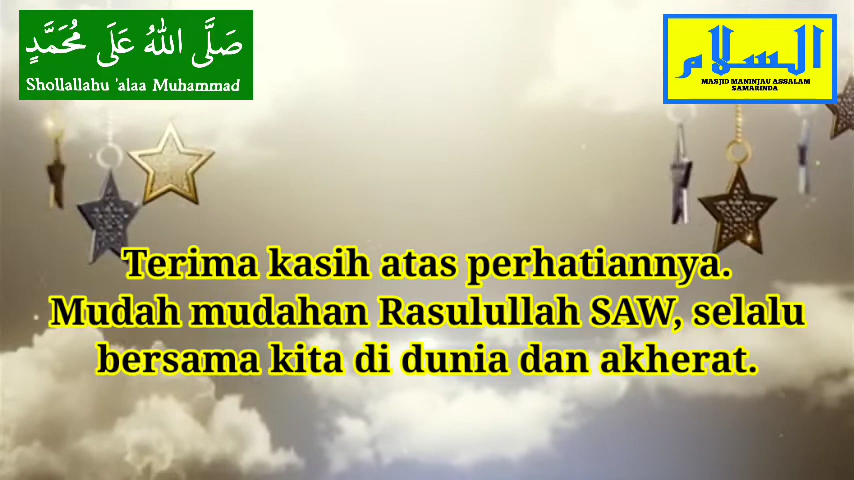 صَلَّى اللهُ عَلَى مُحَمَّدٍ
Shollallahu 'alaa Muhammad
السلام
MASJID MANINJAU ASSALAM
SAMARINDA
Terima kasih atas perhatiannya.
Mudah mudahan Rasulullah SAW, selalu
bersama kita di dunia dan akherat.